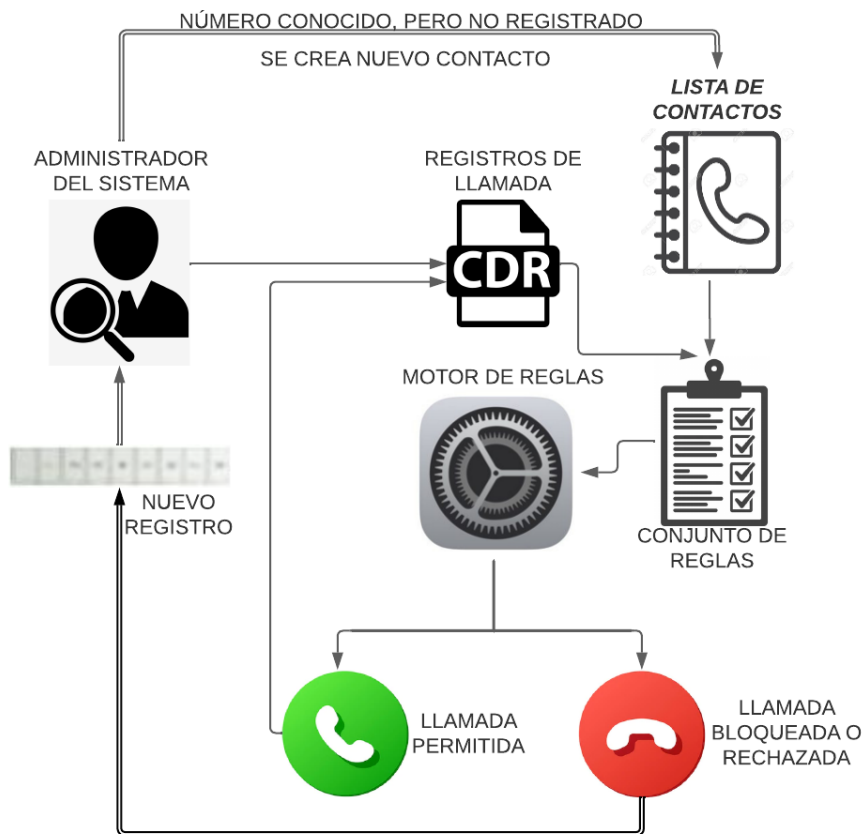 NÚMERO CONOCIDO, PERO NO REGISTRADO
SE CREA NUEVO CONTACTO
LISTA DE
CONTACTOS
ADMINISTRADOR
DEL SISTEMA
REGISTROS DE
LLAMADA
CDR
MOTOR DE REGLAS
NUEVO
REGISTRO
CONJUNTO DE
REGLAS
LLAMADA
PERMITIDA
LLAMADA
BLOQUEADA O
RECHAZADA